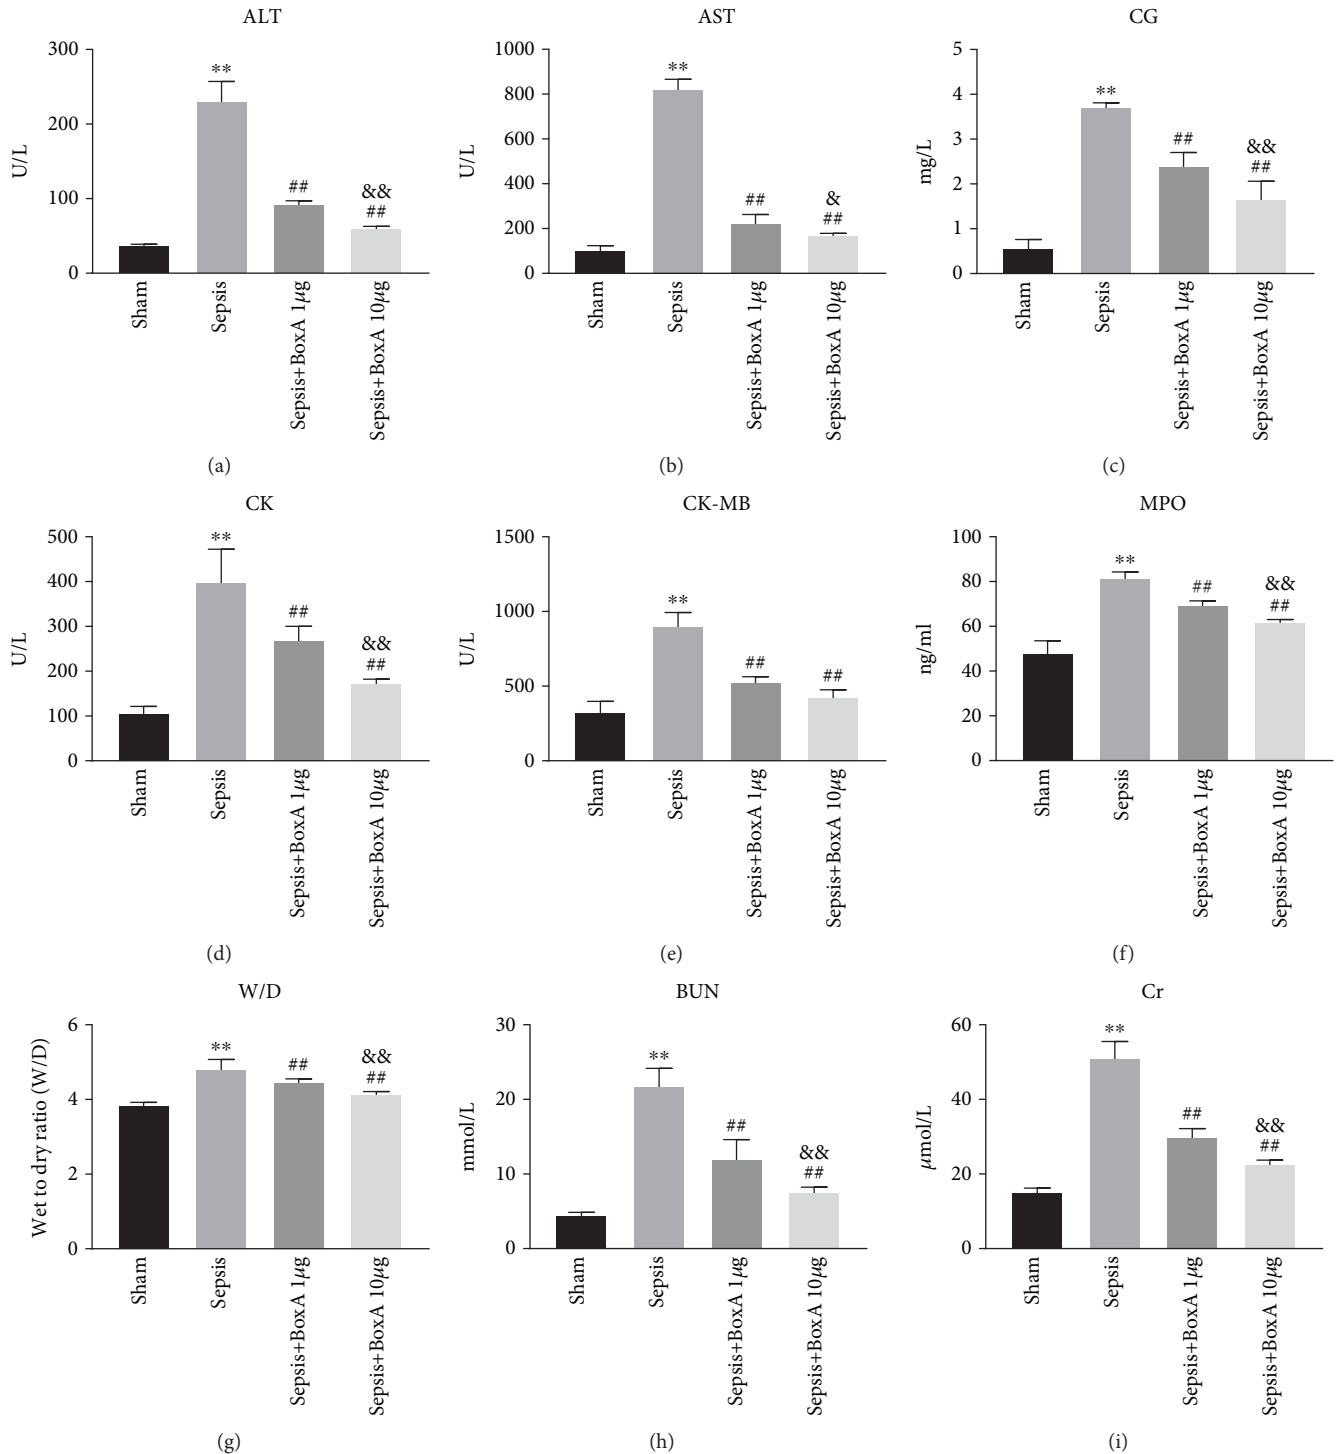 ALT
300
200
100
0
U/L
**
##
&&
##
Sham
Sepsis
Sepsis+BoxA 1µg
Sepsis+BoxA 10µg
(a)
AST
1000
800
600
400
200
0
U/L
**
##
&
##
Sham
Sepsis
Sepsis+BoxA 1µg
Sepsis+BoxA 10µg
(b)
CG
5
4
3
2
1
0
mg/L
**
##
&&
##
Sham
Sepsis
Sepsis+BoxA 1µg
Sepsis+BoxA 10µg
(c)
CK
500
400
300
200
100
0
U/L
**
##
&&
##
Sham
Sepsis
Sepsis+BoxA 1µg
Sepsis+BoxA 10µg
(d)
CK-MB
1500
1000
500
0
U/L
**
##
##
Sham
Sepsis
Sepsis+BoxA 1µg
Sepsis+BoxA 10µg
(e)
MPO
100
80
60
40
20
0
ng/ml
**
##
&&
##
Sham
Sepsis
Sepsis+BoxA 1µg
Sepsis+BoxA 10µg
(f)
W/D
6
4
2
0
Wet to dry ratio (W/D)
**
##
&&
##
Sham
Sepsis
Sepsis+BoxA 1µg
Sepsis+BoxA 10µg
(g)
BUN
30
20
10
0
mmol/L
**
##
&&
##
Sham
Sepsis
Sepsis+BoxA 1µg
Sepsis+BoxA 10µg
(h)
Cr
60
40
20
0
µmol/L
**
##
&&
##
Sham
Sepsis
Sepsis+BoxA 1µg
Sepsis+BoxA 10µg
(i)